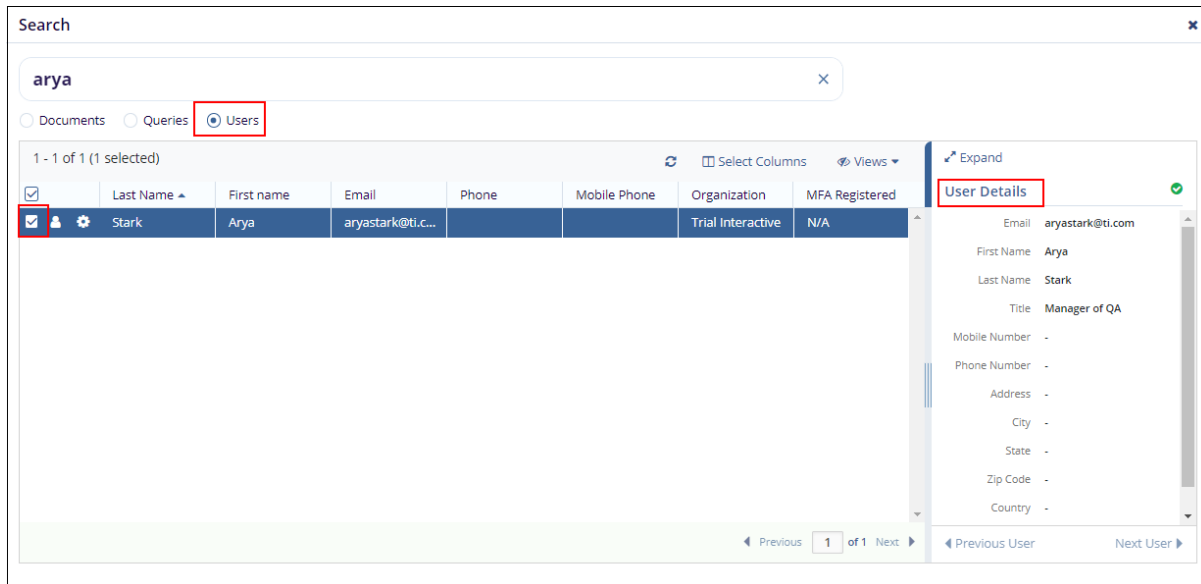 Search
arya
Documents Queries Users
1 - 1 of 1 (1 selected) Select Columns Views
Last Name First name Email Phone Mobile Phone Organization MFA Registered
Stark Arya aryastark@ti.c... Trial Interactive N/A
Previous 1 of 1 Next
Expand
User Details
Email aryastark@ti.com
First Name Arya
Last Name Stark
Title Manager of QA
Mobile Number -
Phone Number -
Address -
City -
State -
Zip Code -
Country -
Previous User Next User